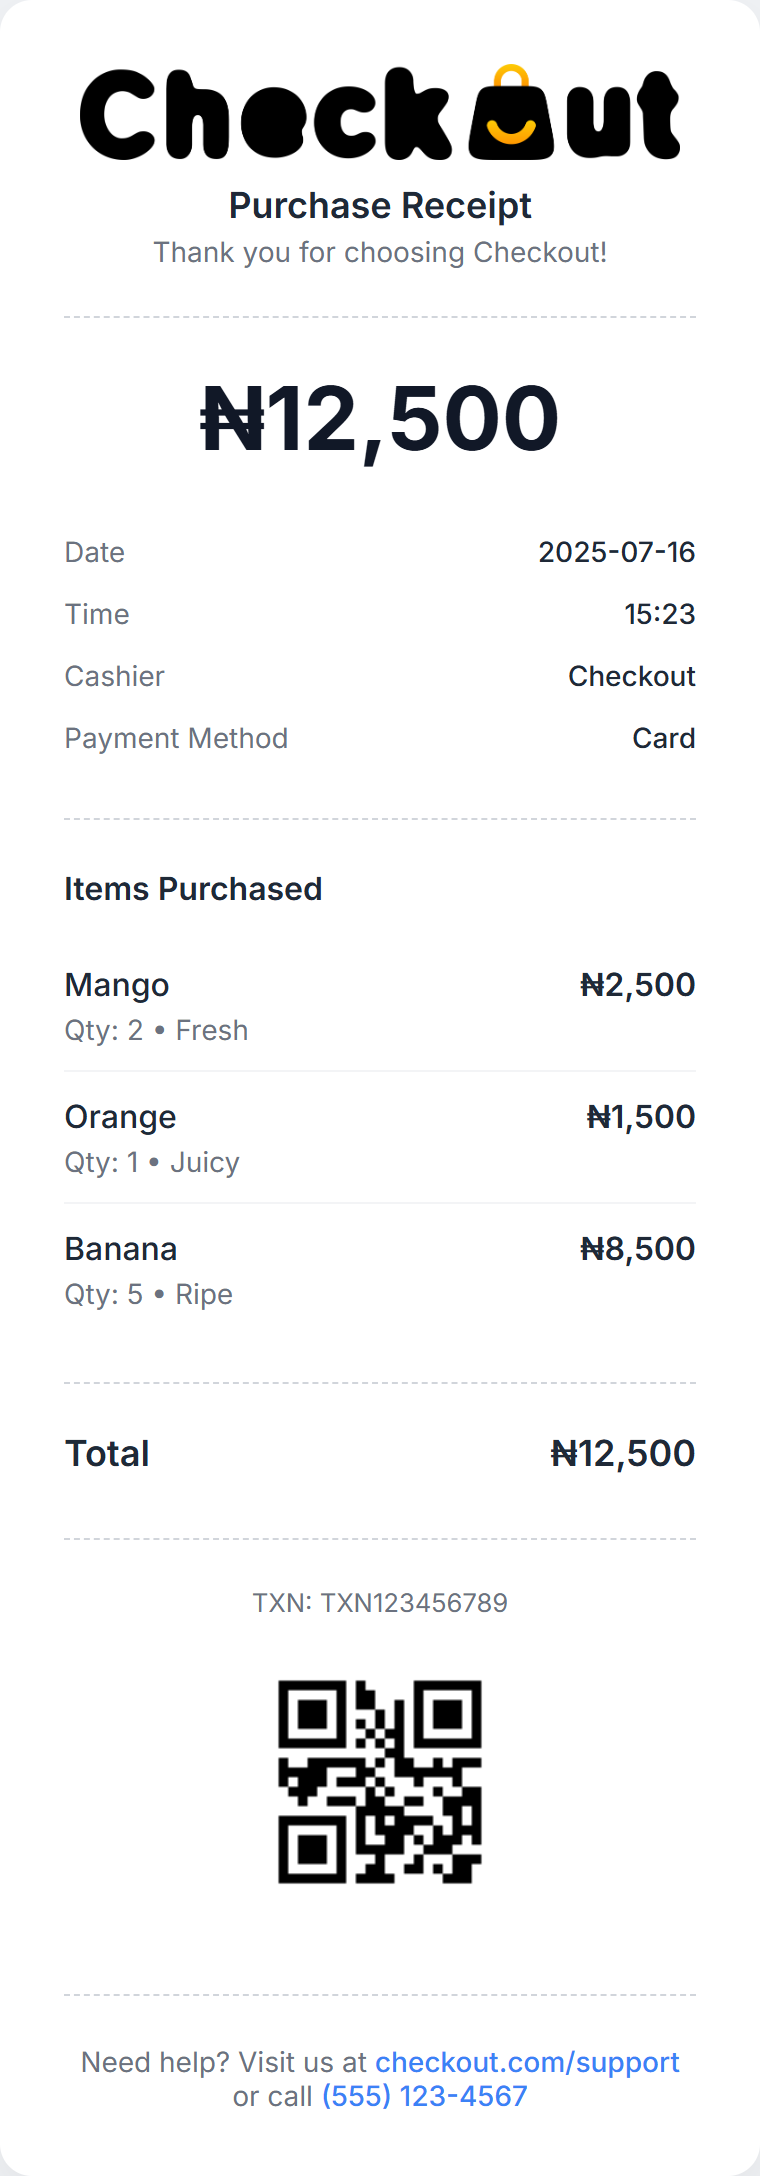 Checkout
Purchase Receipt
Thank you for choosing Checkout!
₦12,500
Date 2025-07-16
Time 15:23
Cashier Checkout
Payment Method Card
Items Purchased
Mango ₦2,500
Qty: 2 • Fresh
Orange ₦1,500
Qty: 1 • Juicy
Banana ₦8,500
Qty: 5 • Ripe
Total ₦12,500
TXN: TXN123456789
Need help? Visit us at checkout.com/support
or call (555) 123-4567